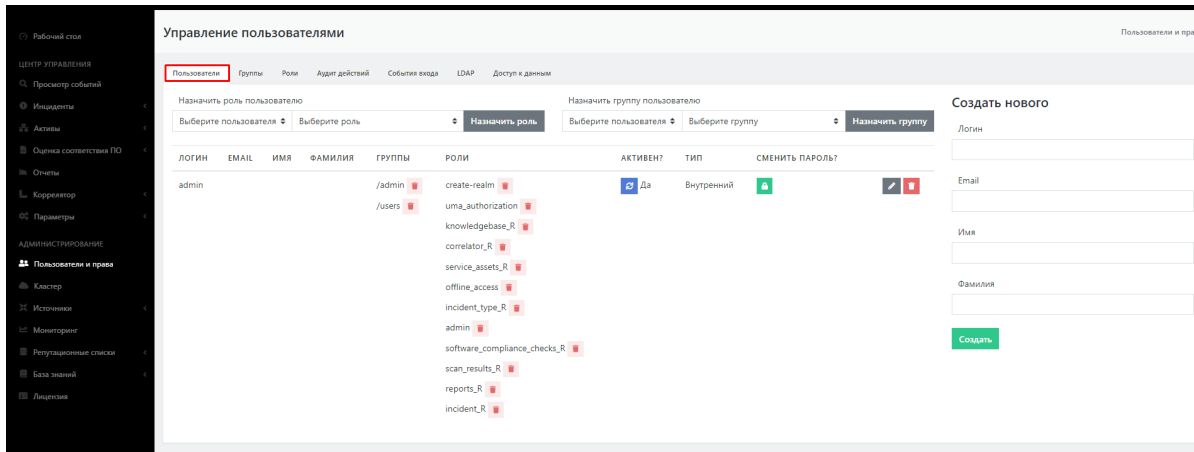 Рабочий стол
ЦЕНТР УПРАВЛЕНИЯ
Просмотр событий
Инциденты
Активы
Оценка соответствия ПО
Отчеты
Коррелятор
Параметры
АДМИНИСТРИРОВАНИЕ
Пользователи и права
Кластер
Источники
Мониторинг
Репутационные списки
База знаний
Лицензия
Управление пользователями
Пользователи и пра
Пользователи Группы Роли Аудит действий События входа LDAP Доступ к данным
Назначить роль пользователю
Выберите пользователя Выберите роль Назначить роль
Назначить группу пользователю
Выберите пользователя Выберите группу Назначить группу
ЛОГИН EMAIL ИМЯ ФАМИЛИЯ ГРУППЫ РОЛИ АКТИВЕН? ТИП СМЕНИТЬ ПАРОЛЬ?
admin /admin create-realm Да Внутренний
/users uma_authorization
knowledgebase_R
correlator_R
service_assets_R
offline_access
incident_type_R
admin
software_compliance_checks_R
scan_results_R
reports_R
incident_R
Создать нового
Логин
Email
Имя
Фамилия
Создать